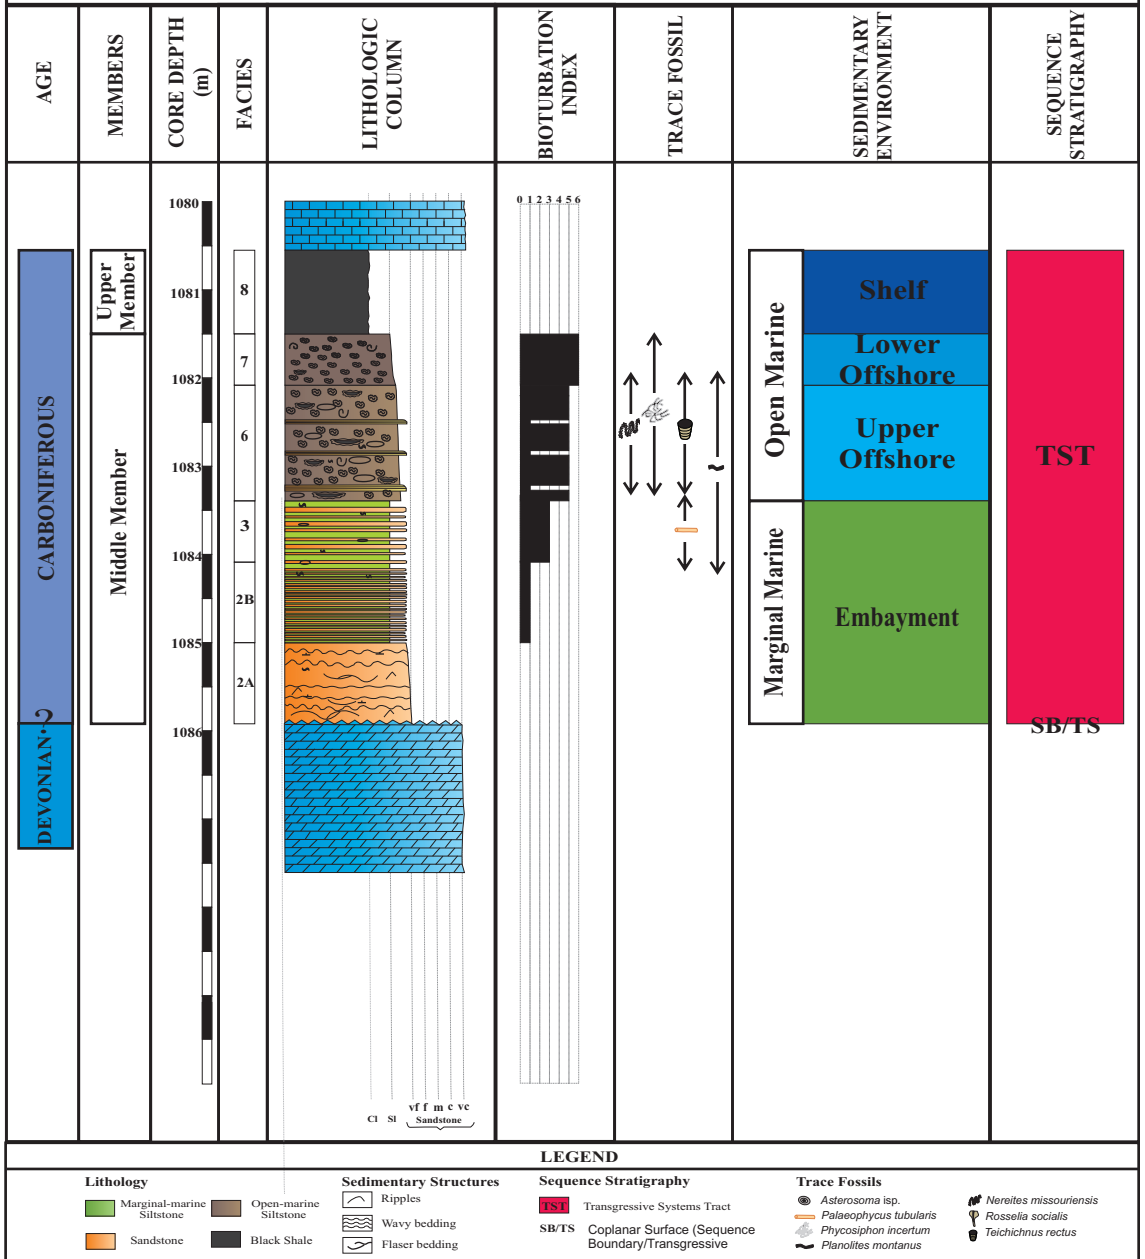 AGE
MEMBERS
CORE DEPTH
(m)
FACIES
LITHOLOGIC
COLUMN
BIOTURBATION
INDEX
TRACE FOSSIL
SEDIMENTARY
ENVIRONMENT
SEQUENCE
STRATIGRAPHY
CARBONIFEROUS
?
DEVONIAN
Upper
Member
Middle Member
1080
1081
1082
1083
1084
1085
1086
8
7
6
3
2B
2A
0 1 2 3 4 5 6
Open Marine
Marginal Marine
Shelf
Lower
Offshore
Upper
Offshore
Embayment
TST
SB/TS
vf f m c vc
Cl Sl Sandstone
LEGEND
Lithology
Marginal-marine
Siltstone
Open-marine
Siltstone
Sandstone
Black Shale
Sedimentary Structures
Ripples
Wavy bedding
Flaser bedding
Sequence Stratigraphy
TST Transgressive Systems Tract
SB/TS Coplanar Surface (Sequence
Boundary/Transgressive
Trace Fossils
Asterosoma isp.
Palaeophycus tubularis
Phycosiphon incertum
Planolites montanus
Nereites missouriensis
Rosselia socialis
Teichichnus rectus